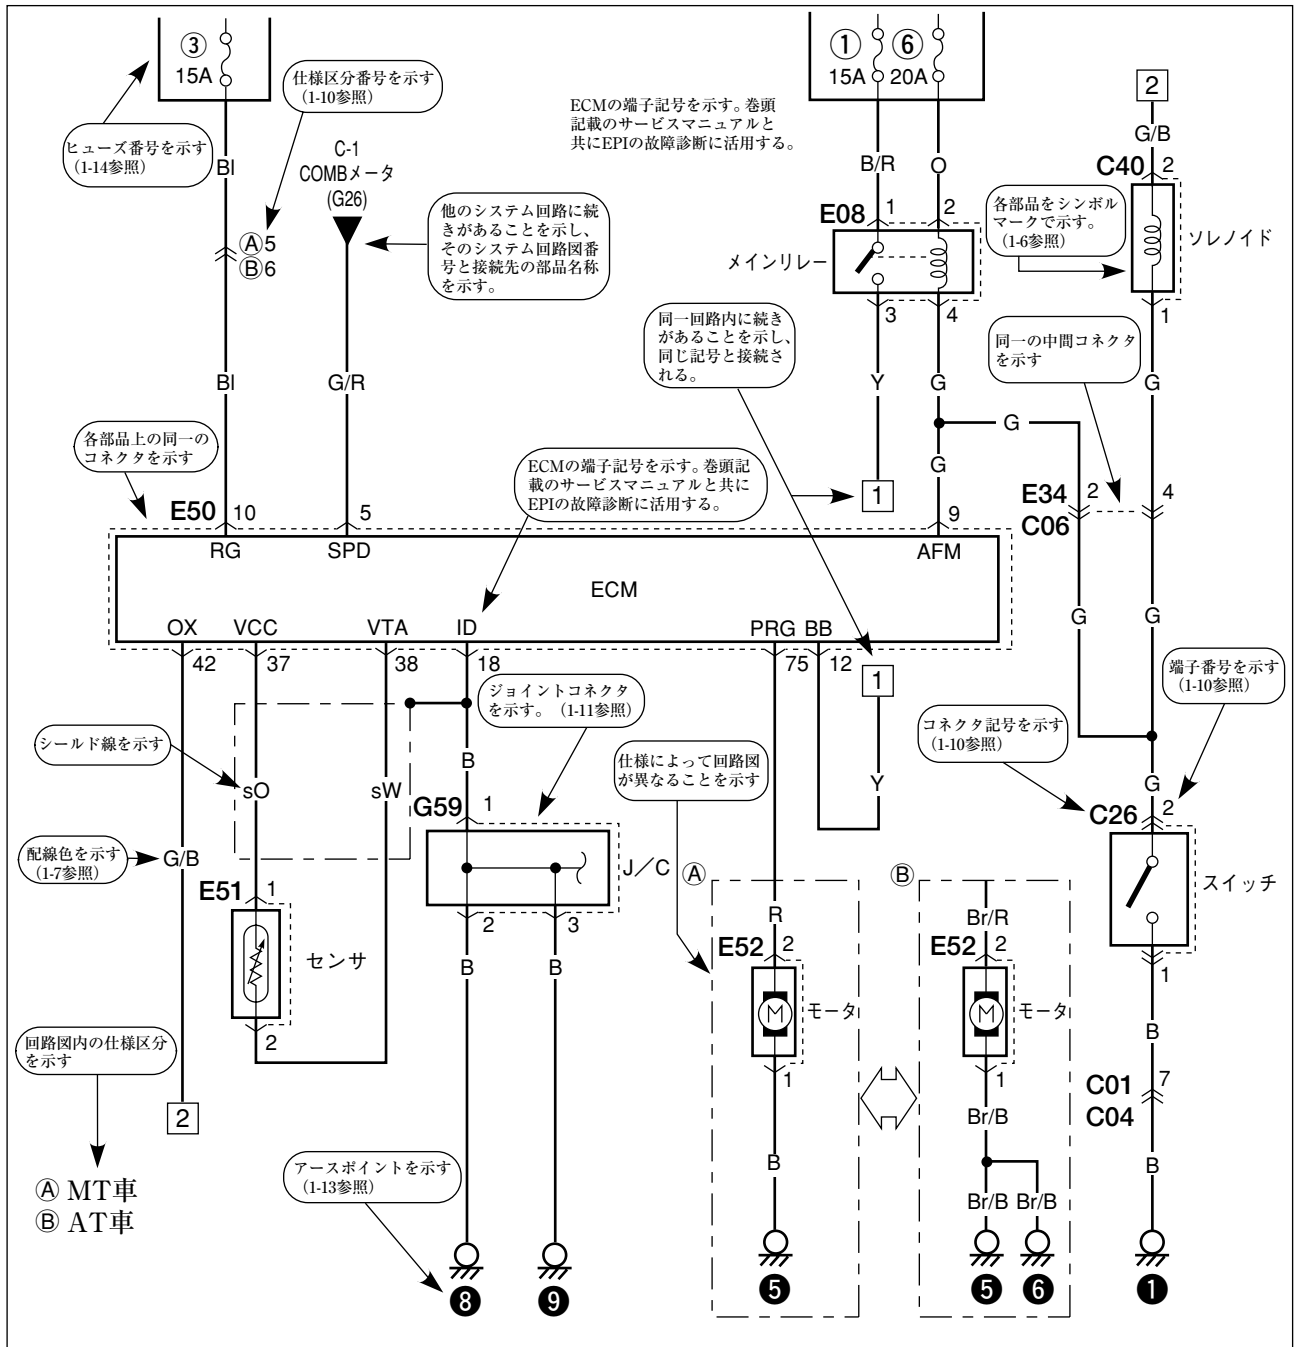 ③
15A
仕様区分番号を示す
(1-10参照)
ヒューズ番号を示す
(1-14参照)
Bl
C-1
COMBメータ
(G26)
Ⓐ5
Ⓑ6
他のシステム回路に続
きがあることを示し、
そのシステム回路図番
号と接続先の部品名称
を示す。
ECMの端子記号を示す。巻頭
記載のサービスマニュアルと
共にEPIの故障診断に活用する。
①
15A
⑥
20A
B/R
O
2
G/B
C40
2
各部品をシンボル
マークで示す。
(1-6参照)
ソレノイド
1
E08
1
2
メインリレー
3
4
同一回路内に続き
があることを示し、
同じ記号と接続さ
れる。
同一の中間コネクタ
を示す
Bl
G/R
Y
G
G
G
G
各部品上の同一の
コネクタを示す
ECMの端子記号を示す。巻頭記
載のサービスマニュアルと共に
EPIの故障診断に活用する。
1
E34
C06
2
4
E50
10
5
9
RG
SPD
AFM
ECM
OX
VCC
VTA
ID
PRG
BB
G
G
42
37
38
18
75
12
1
端子番号を示す
(1-10参照)
ジョイントコネクタ
を示す。(1-11参照)
コネクタ記号を示す
(1-10参照)
シールド線を示す
仕様によって回路図
が異なることを示す
B
sO
sW
Y
G
G59
1
C26
2
配線色を示す
(1-7参照)
G/B
J／C
Ⓐ
Ⓑ
スイッチ
E51
1
2
3
R
Br/R
センサ
B
B
E52
2
E52
2
1
M
モータ
M
モータ
2
回路図内の仕様区分
を示す
1
1
B
C01
C04
7
2
Br/B
アースポイントを示す
(1-13参照)
B
B
Ⓐ MT車
Ⓑ AT車
Br/B
Br/B
❽
❾
❺
❺
❻
❶